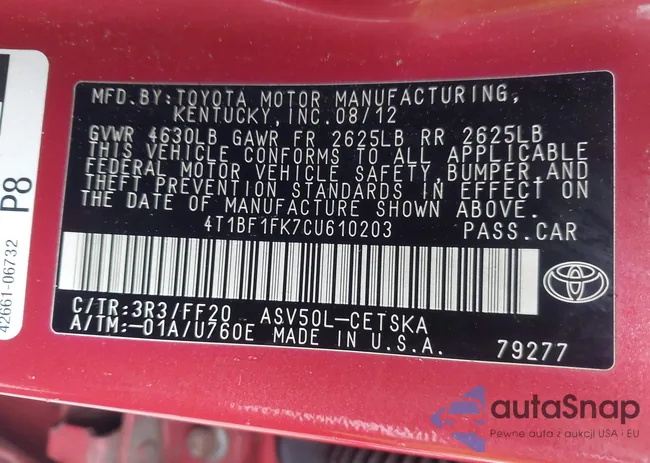 MFD.BY:TOYOTA MOTOR MANUFACTURING,
KENTUCKY,INC.08/12
GVWR 4630LB GAWR FR 2625LB RR 2625LB
THIS VEHICLE CONFORMS TO ALL APPLICABLE
FEDERAL MOTOR VEHICLE SAFETY,BUMPER,AND
THEFT PREVENTION STANDARDS IN EFFECT ON
THE DATE OF MANUFACTURE SHOWN ABOVE.
4T1BF1FK7CU610203 PASS.CAR
C/TR:3R3/FF20 ASV50L-CETSKA
A/TM:-01A/U760E MADE IN U.S.A.
79277
P8
42661-06732
autaSnap
Pewne auta z aukcji USA i EU